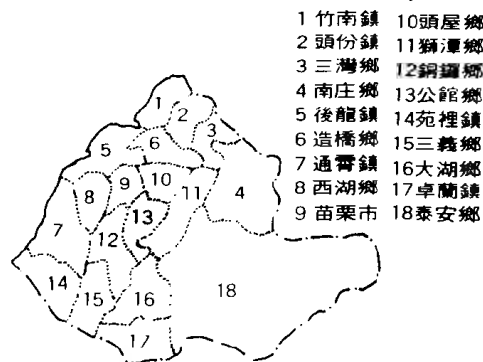 1 竹南鎮 10頭屋鄉
2 頭份鎮 11獅潭鄉
3 三灣鄉 12銅鑼鄉
4 南庄鄉 13公館鄉
5 後龍鎮 14苑裡鎮
6 造橋鄉 15三義鄉
7 通霄鎮 16大湖鄉
8 西湖鄉 17卓蘭鎮
9 苗栗市 18泰安鄉
1
2
3
5
6
4
9
10
11
8
13
7
12
14
15
16
18
17